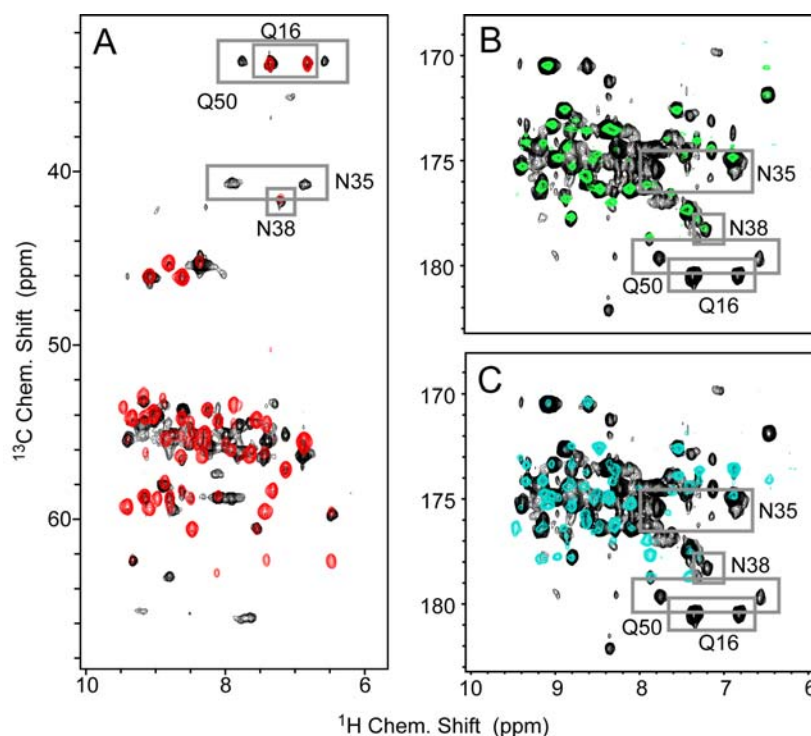 A
Q16
Q50
N35
N38
40
50
60
10
8
6
B
170
175
180
N35
N38
Q50
Q16
C
170
175
180
N35
N38
Q50
Q16
10
9
8
7
6
13C Chem. Shift (ppm)
1H Chem. Shift (ppm)